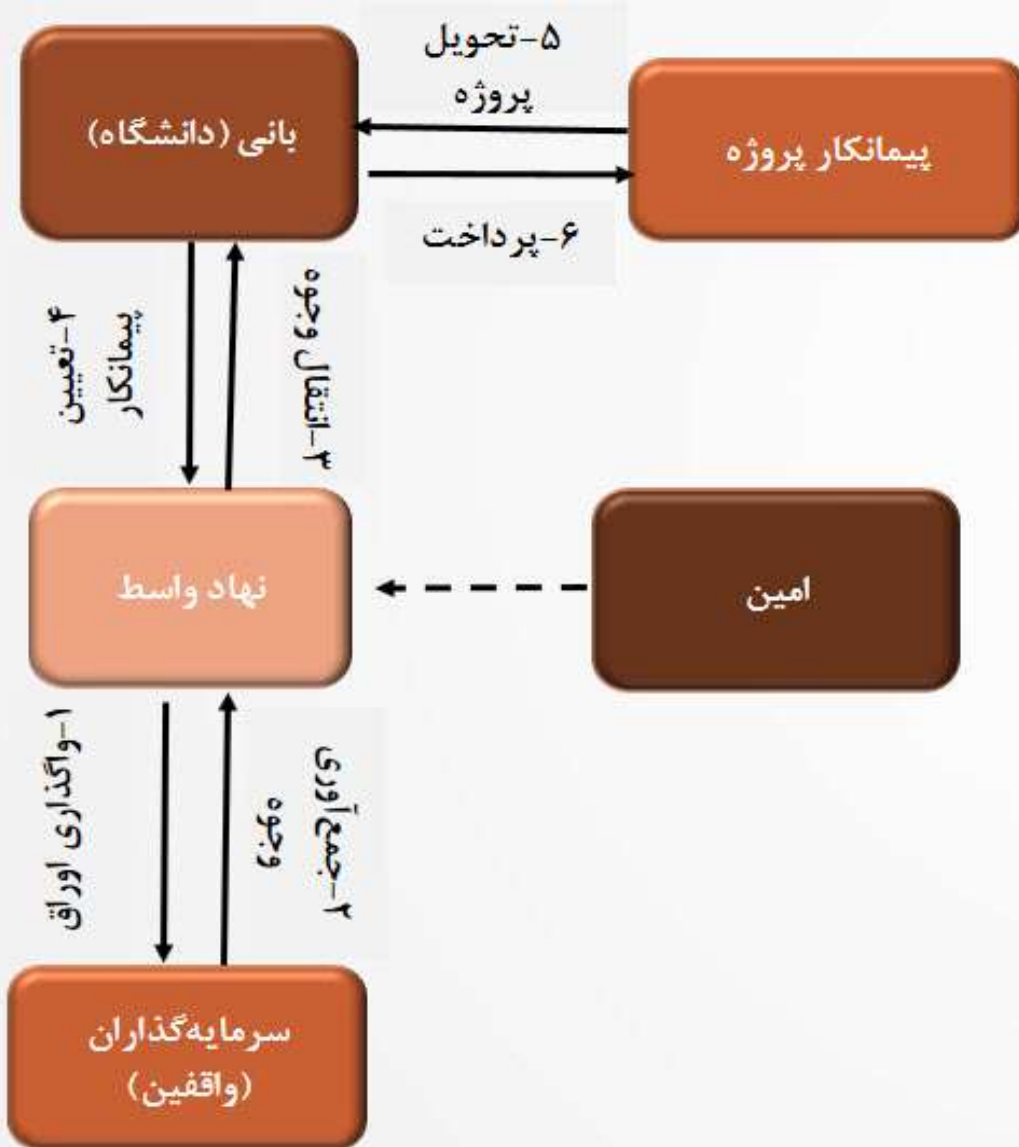 ۵-تحویل
پروژه
بانی (دانشگاه)
پیمانکار پروژه
۶-پرداخت
۴-تعیین
پیمانکار
۳-انتقال وجوه
نهاد واسط
امین
۱-واگذاری اوراق
۲-جمع‌آوری
وجوه
سرمایه‌گذاران
(واقفین)